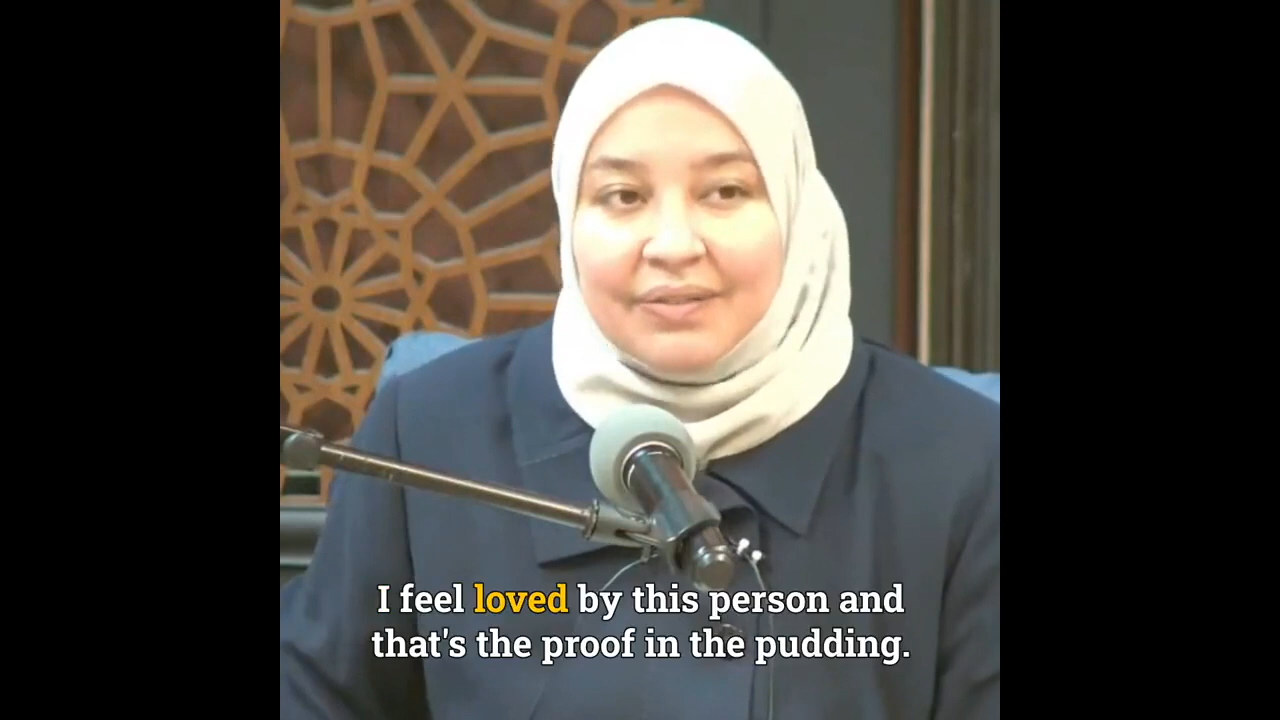 I feel loved by this person and
that's the proof in the pudding.